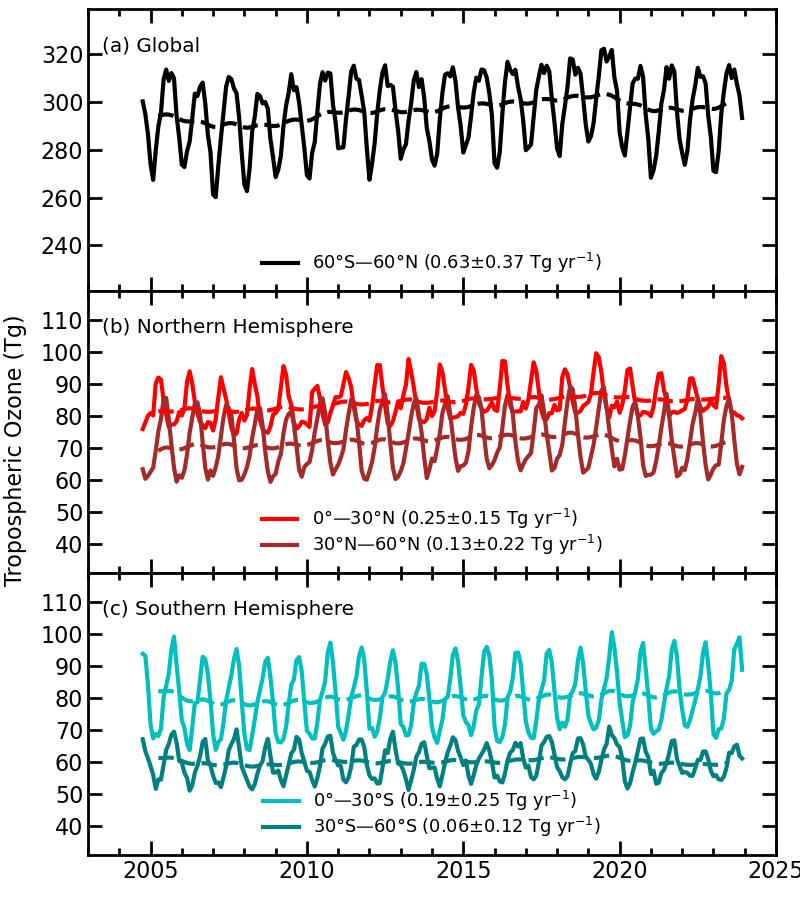 (a) Global
320
300
280
260
240
60°S—60°N (0.63±0.37 Tg yr⁻¹)
Tropospheric Ozone (Tg)
(b) Northern Hemisphere
110
100
90
80
70
60
50
40
0°—30°N (0.25±0.15 Tg yr⁻¹)
30°N—60°N (0.13±0.22 Tg yr⁻¹)
(c) Southern Hemisphere
110
100
90
80
70
60
50
40
0°—30°S (0.19±0.25 Tg yr⁻¹)
30°S—60°S (0.06±0.12 Tg yr⁻¹)
2005 2010 2015 2020 2025